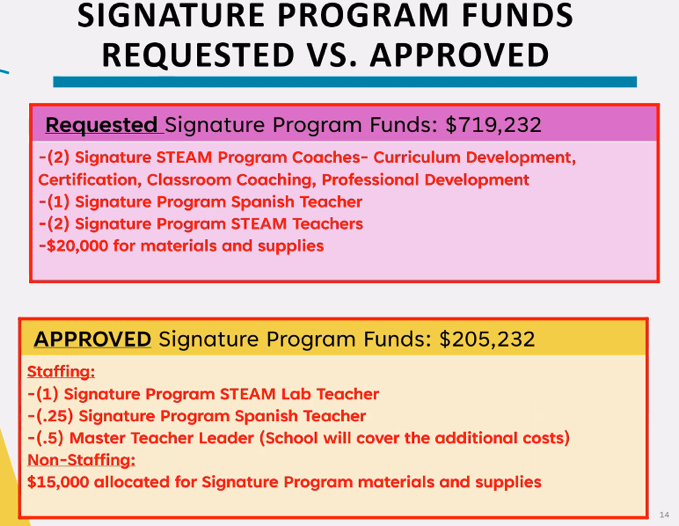 SIGNATURE PROGRAM FUNDS
REQUESTED VS. APPROVED
Requested Signature Program Funds: $719,232
-(2) Signature STEAM Program Coaches- Curriculum Development,
Certification, Classroom Coaching, Professional Development
-(1) Signature Program Spanish Teacher
-(2) Signature Program STEAM Teachers
-$20,000 for materials and supplies
APPROVED Signature Program Funds: $205,232
Staffing:
-(1) Signature Program STEAM Lab Teacher
-(.25) Signature Program Spanish Teacher
-(.5) Master Teacher Leader (School will cover the additional costs)
Non-Staffing:
$15,000 allocated for Signature Program materials and supplies
14